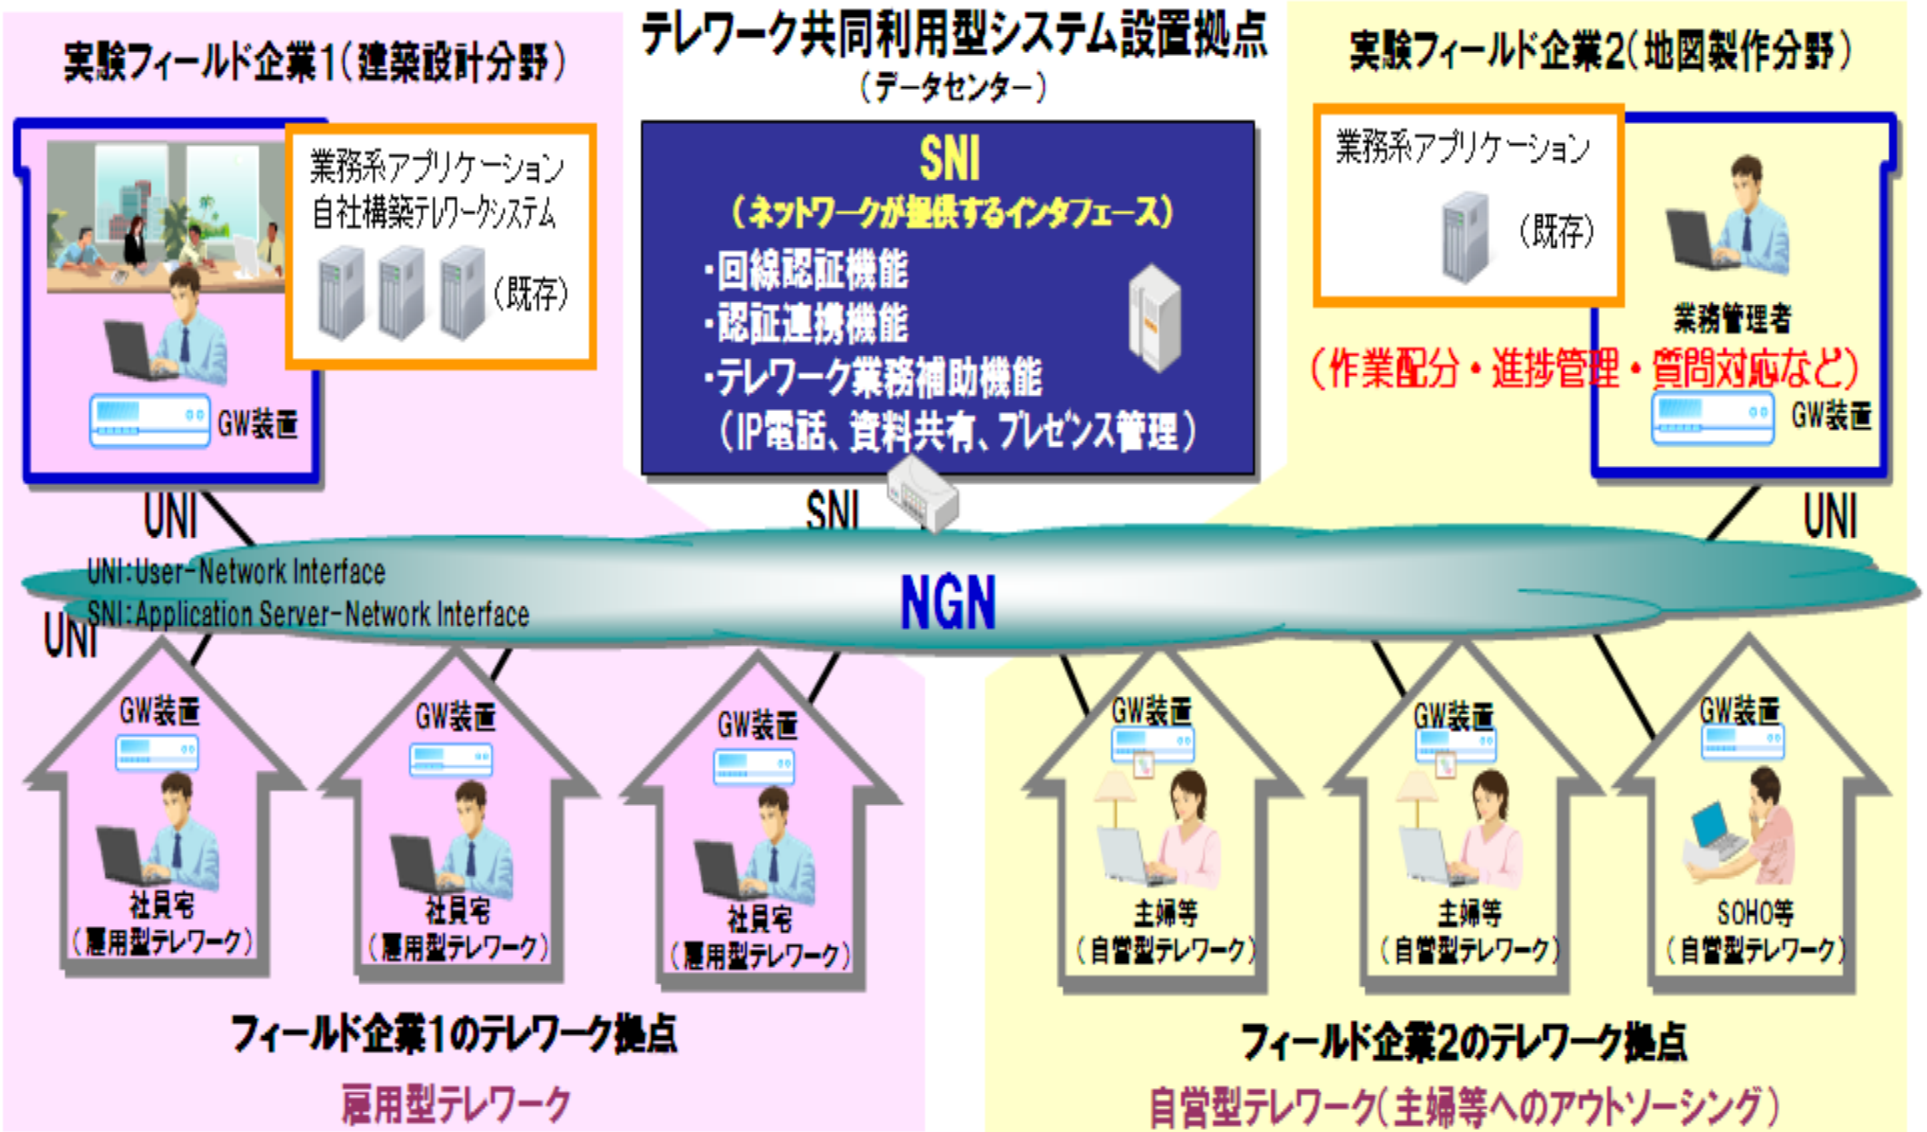 実験フィールド企業1(建築設計分野)
テレワーク共同利用型システム設置拠点
(データセンター)
実験フィールド企業2(地図製作分野)
業務系アプリケーション
自社構築テレワークシステム
(既存)
GW装置
SNI
(ネットワークが提供するインタフェース)
・回線認証機能
・認証連携機能
・テレワーク業務補助機能
(IP電話、資料共有、プレゼンス管理)
業務系アプリケーション
(既存)
業務管理者
(作業配分・進捗管理・質問対応など)
GW装置
UNI
SNI
UNI
UNI:User-Network Interface
SNI:Application Server-Network Interface
NGN
UNI
GW装置
社員宅
(雇用型テレワーク)
GW装置
社員宅
(雇用型テレワーク)
GW装置
社員宅
(雇用型テレワーク)
GW装置
主婦等
(自営型テレワーク)
GW装置
主婦等
(自営型テレワーク)
GW装置
SOHO等
(自営型テレワーク)
フィールド企業1のテレワーク拠点
雇用型テレワーク
フィールド企業2のテレワーク拠点
自営型テレワーク(主婦等へのアウトソーシング)